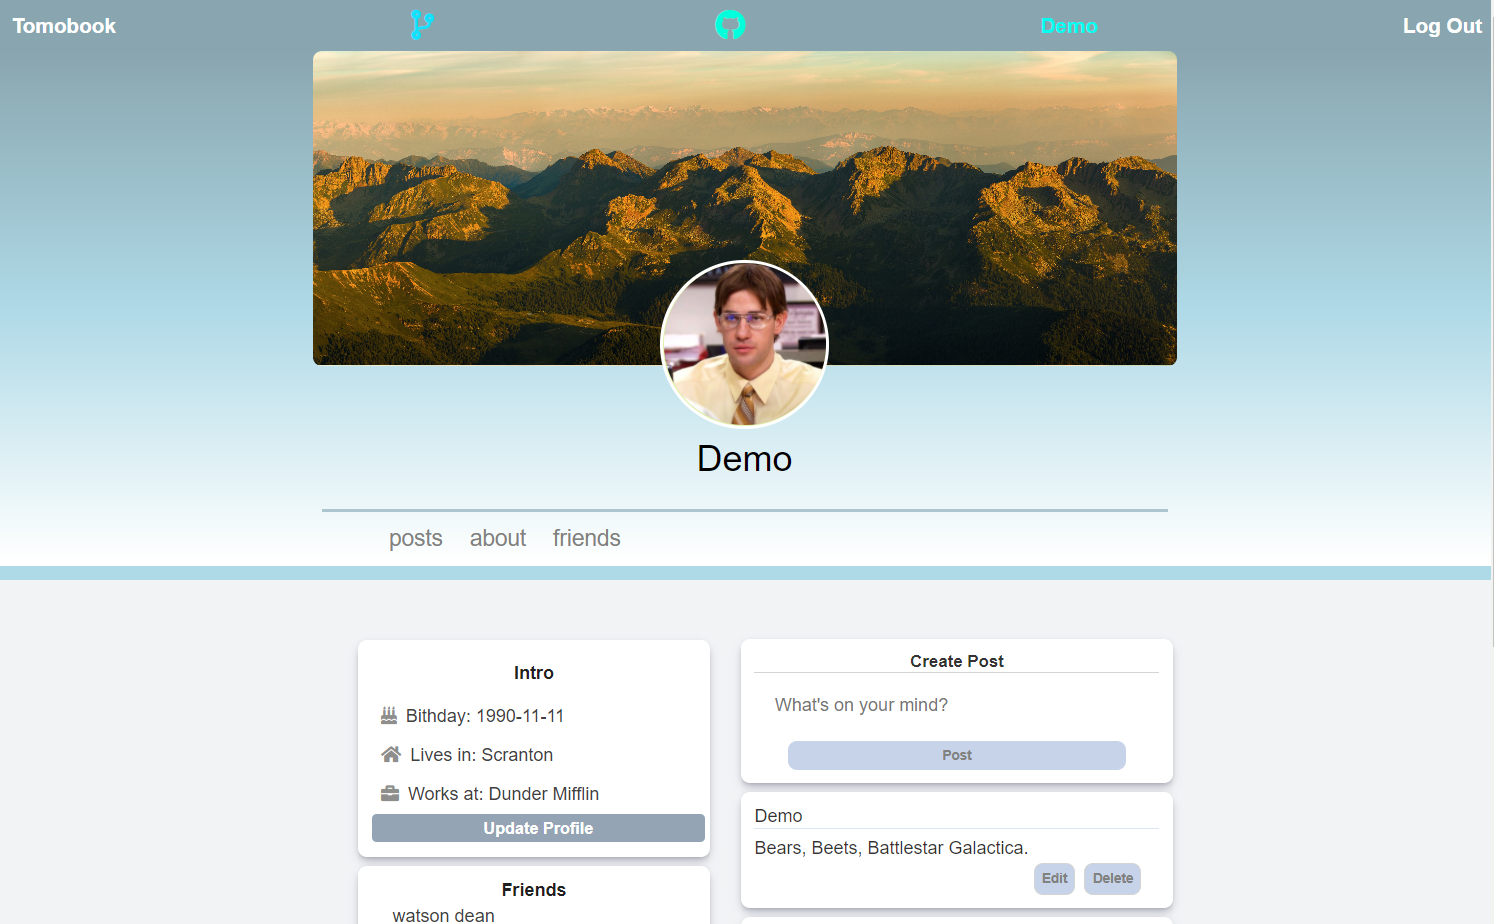 Tomobook
Demo
Log Out
Demo
posts about friends
Intro
Bithday: 1990-11-11
Lives in: Scranton
Works at: Dunder Mifflin
Update Profile
Friends
watson dean
Create Post
What's on your mind?
Post
Demo
Bears, Beets, Battlestar Galactica.
Edit Delete